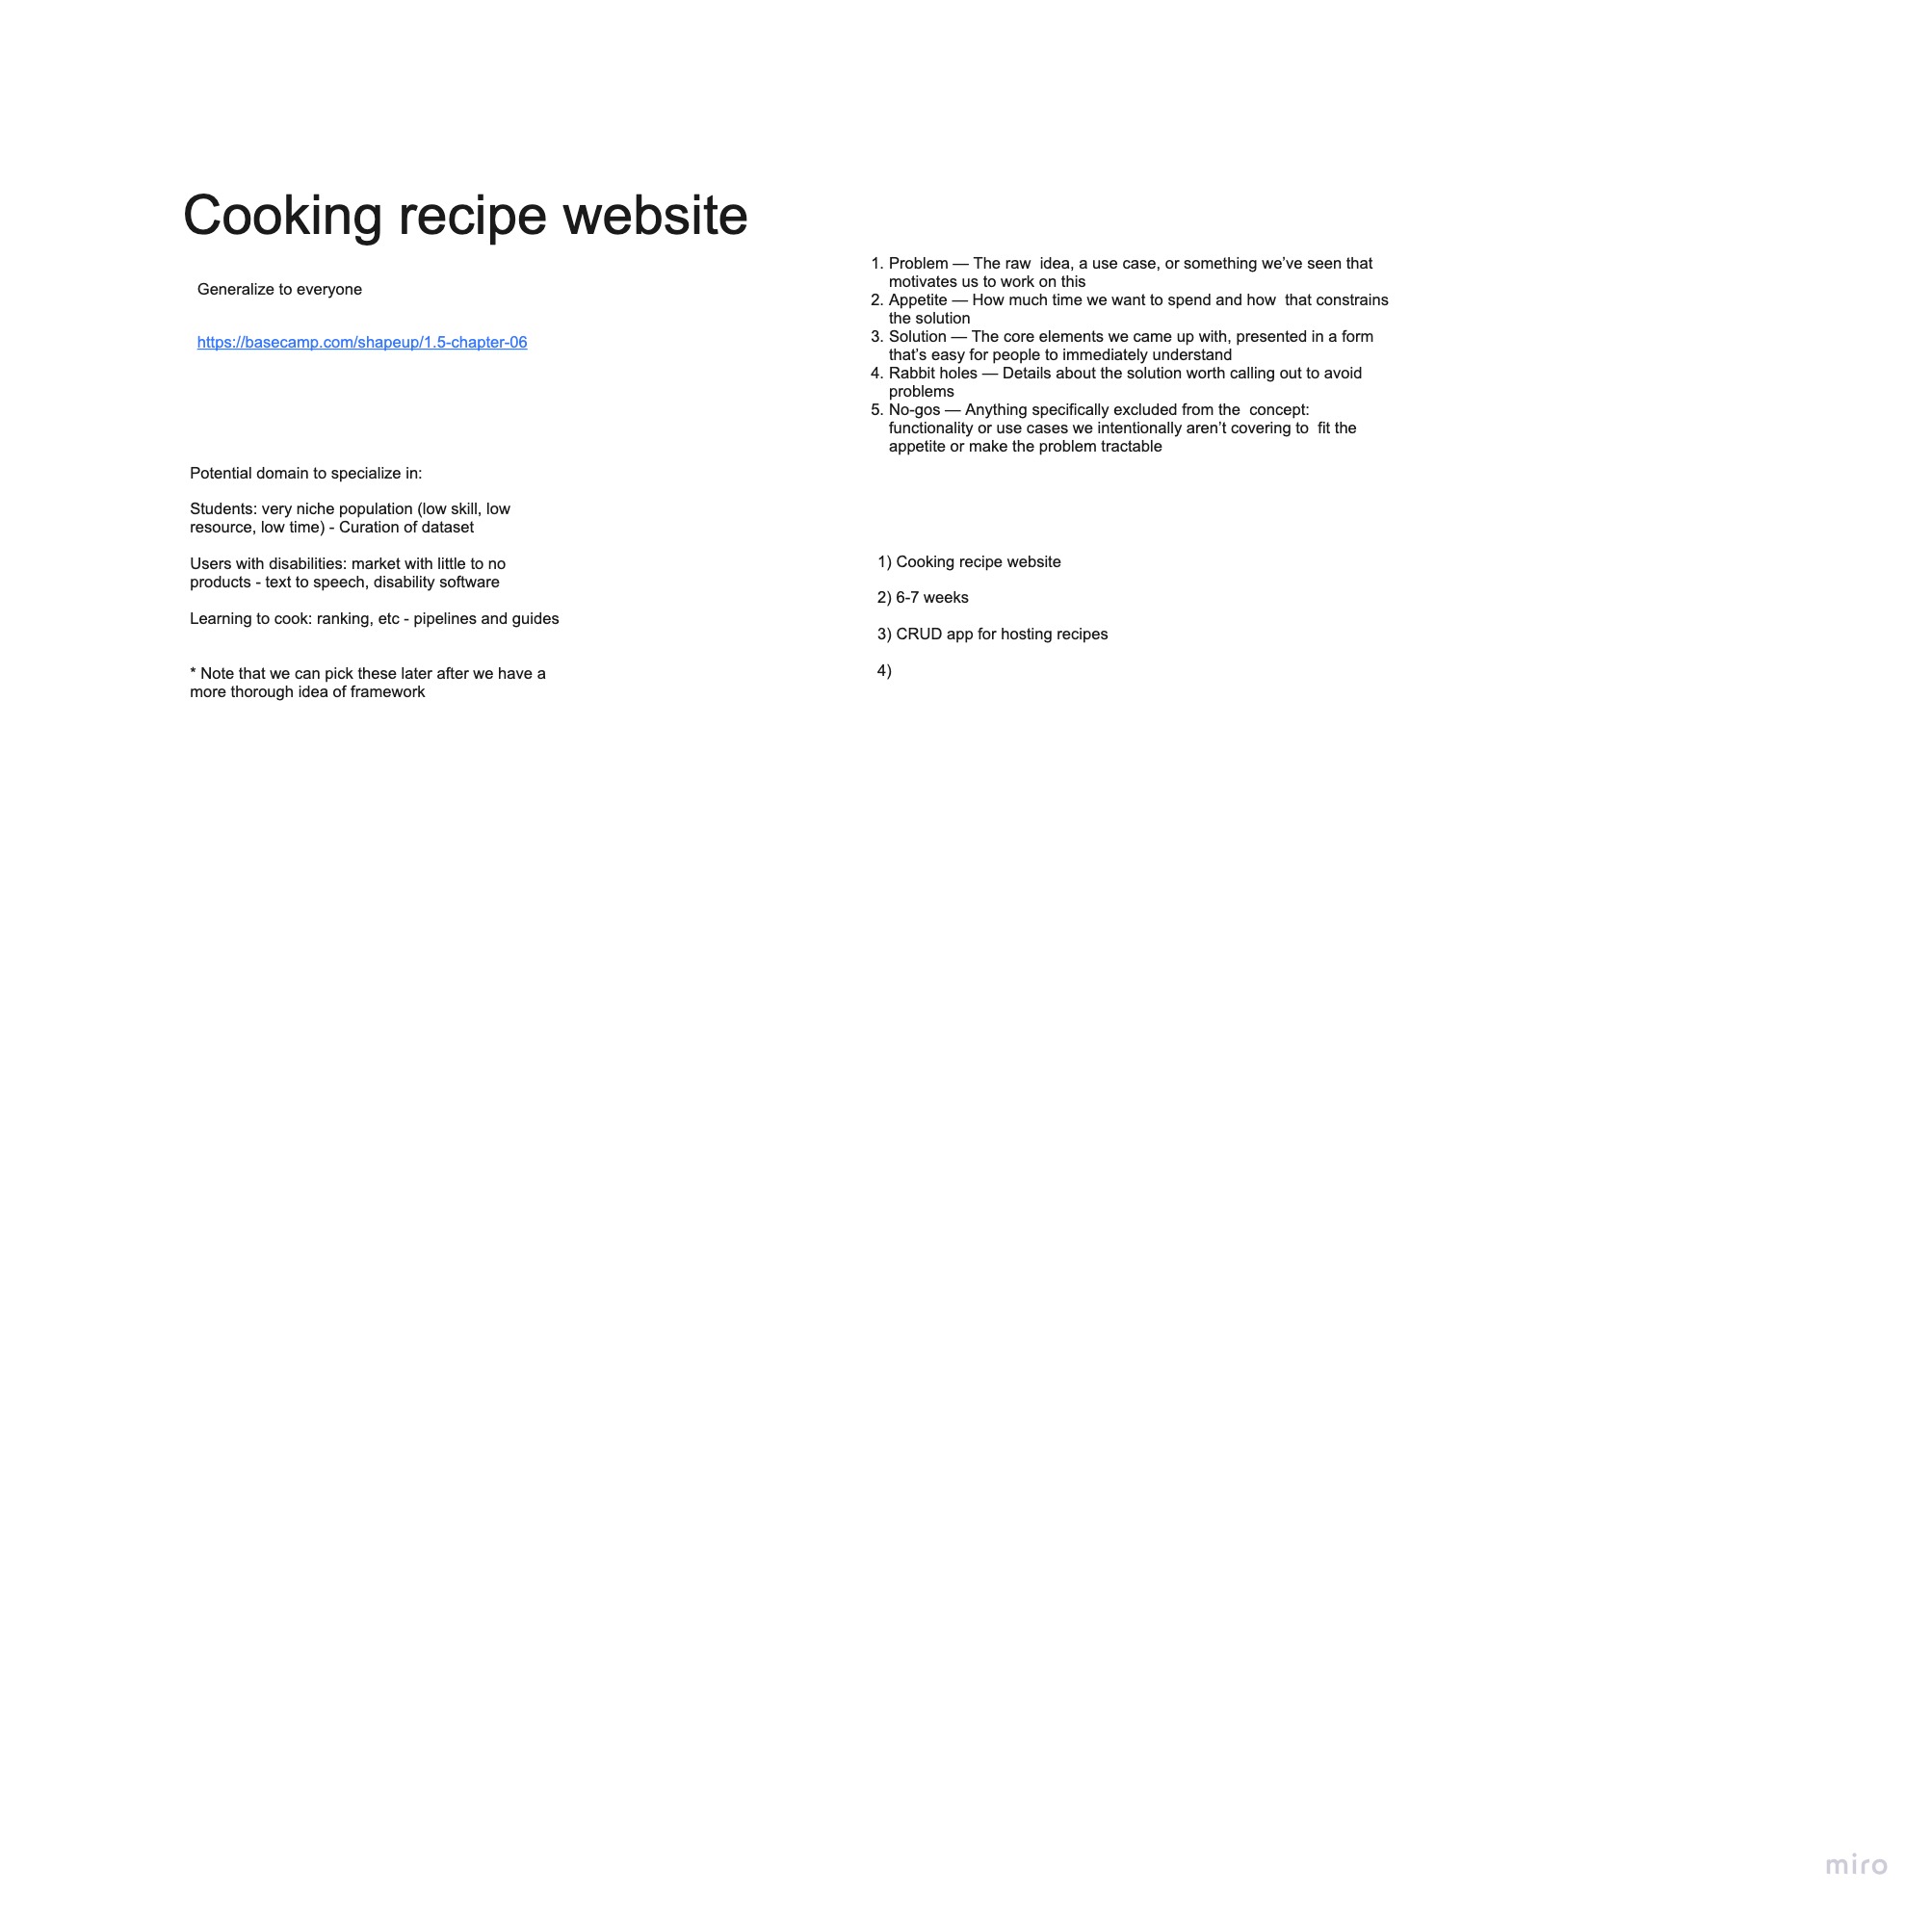 Cooking recipe website
Generalize to everyone
https://basecamp.com/shapeup/1.5-chapter-06
Potential domain to specialize in:
Students: very niche population (low skill, low
resource, low time) - Curation of dataset
Users with disabilities: market with little to no
products - text to speech, disability software
Learning to cook: ranking, etc - pipelines and guides
* Note that we can pick these later after we have a
more thorough idea of framework
1. Problem — The raw  idea, a use case, or something we’ve seen that
motivates us to work on this
2. Appetite — How much time we want to spend and how  that constrains
the solution
3. Solution — The core elements we came up with, presented in a form
that’s easy for people to immediately understand
4. Rabbit holes — Details about the solution worth calling out to avoid
problems
5. No-gos — Anything specifically excluded from the  concept:
functionality or use cases we intentionally aren’t covering to  fit the
appetite or make the problem tractable
1) Cooking recipe website
2) 6-7 weeks
3) CRUD app for hosting recipes
4)
miro